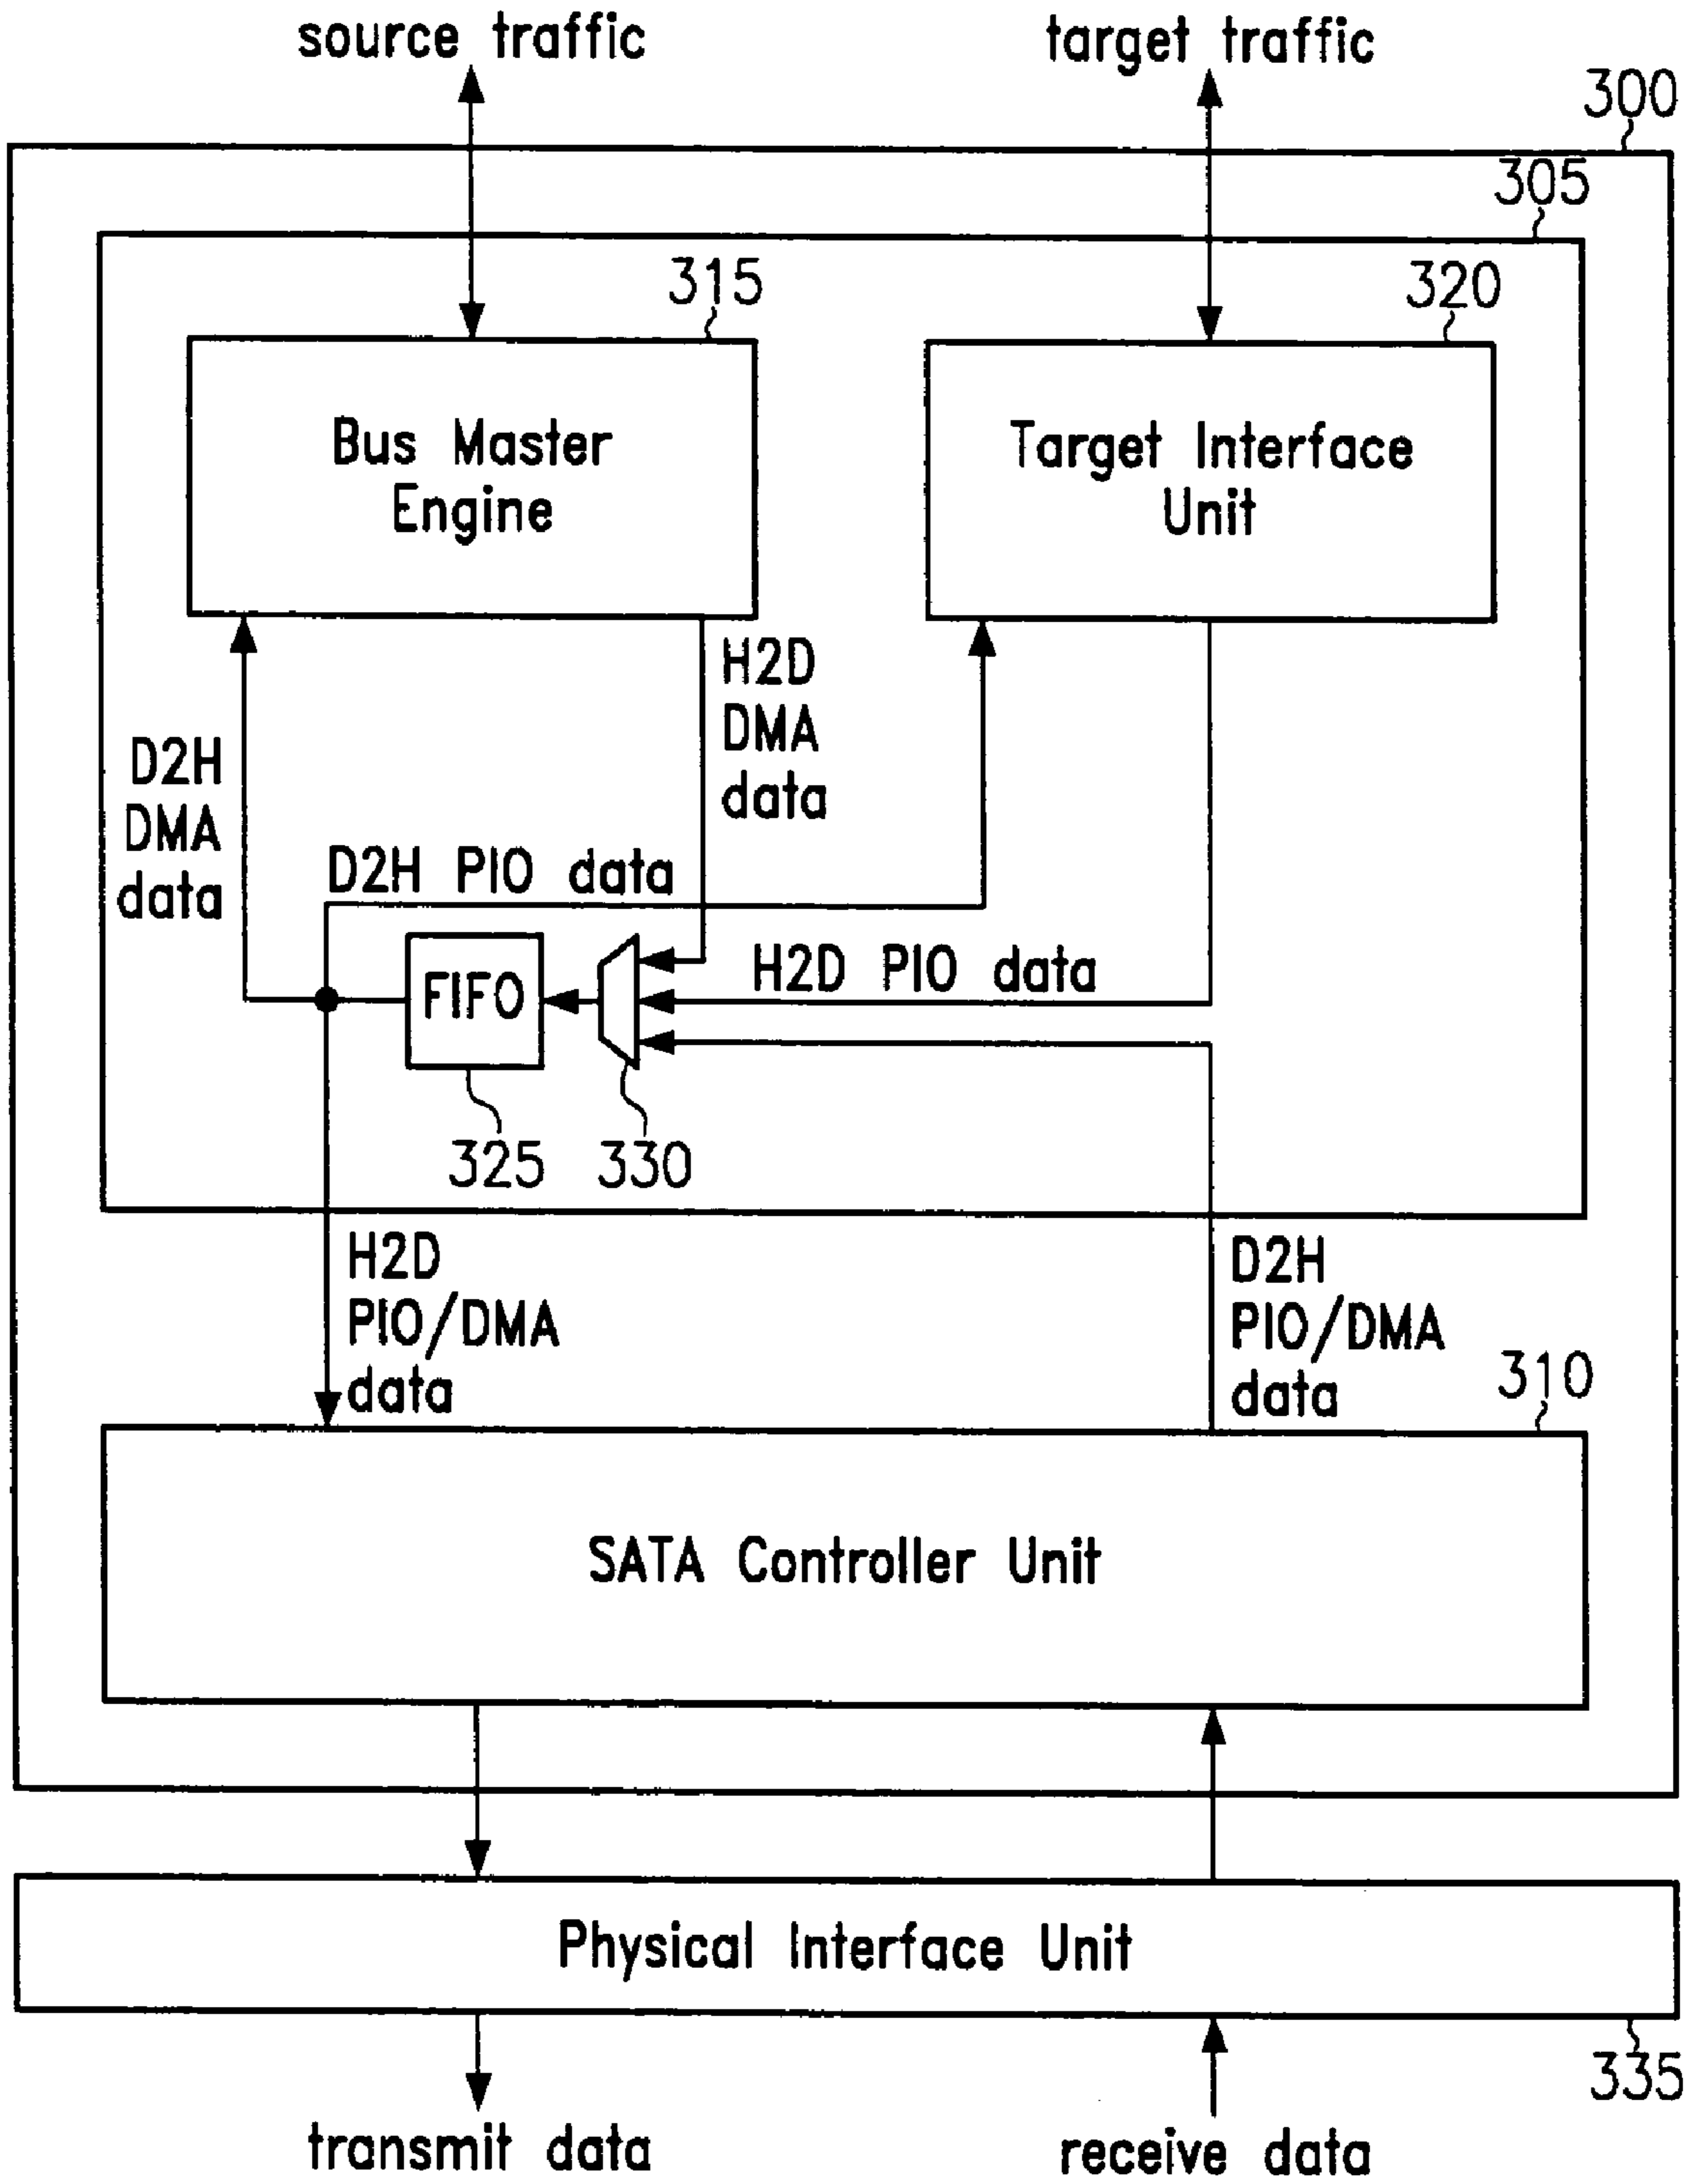 source traffic
target traffic
300
305
315
320
Bus Master
Engine
Target Interface
Unit
H2D
DMA
data
D2H
DMA
data
D2H PIO data
FIFO
H2D PIO data
325
330
H2D
PIO/DMA
data
D2H
PIO/DMA
data
310
SATA Controller Unit
Physical Interface Unit
335
transmit data
receive data